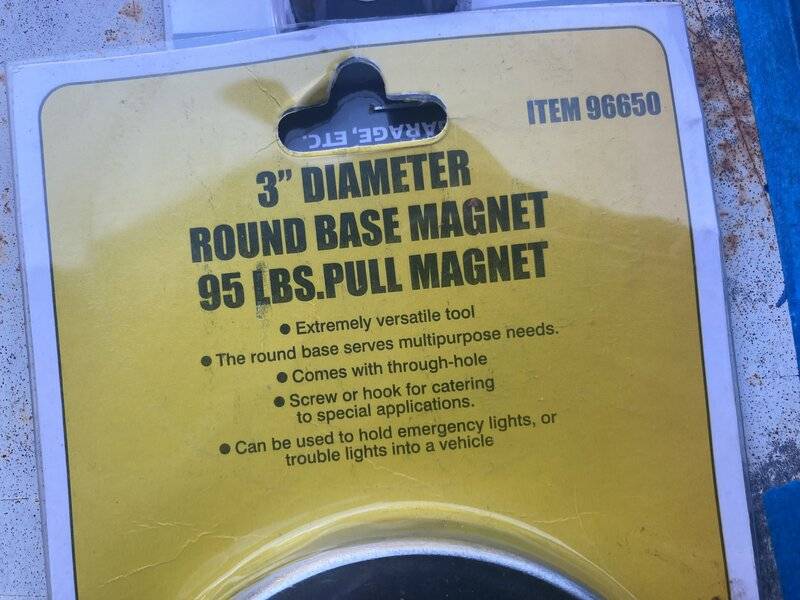 ITEM 96650
ARAGE, ETC.
3" DIAMETER
ROUND BASE MAGNET
95 LBS.PULL MAGNET
● Extremely versatile tool
● The round base serves multipurpose needs.
● Comes with through-hole
● Screw or hook for catering
to special applications.
● Can be used to hold emergency lights, or
trouble lights into a vehicle